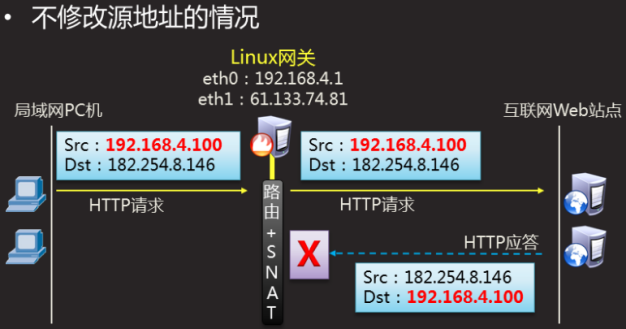 • 不修改源地址的情况
Linux网关
eth0：192.168.4.1
eth1：61.133.74.81
局域网PC机
互联网Web站点
Src：192.168.4.100
Dst：182.254.8.146
Src：192.168.4.100
Dst：182.254.8.146
HTTP请求
HTTP请求
路由+SNAT
X
HTTP应答
Src：182.254.8.146
Dst：192.168.4.100